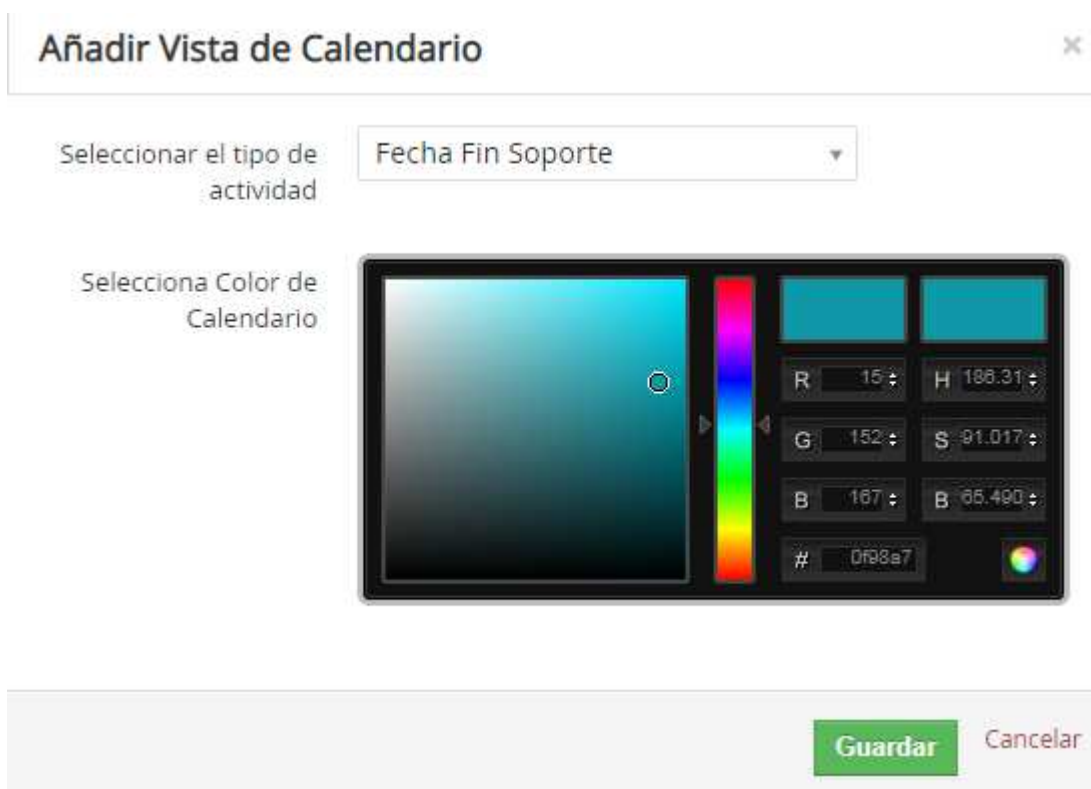 Añadir Vista de Calendario ×
Seleccionar el tipo de
actividad
Fecha Fin Soporte
Selecciona Color de
Calendario
R 15 H 186.31
G 152 S 91.017
B 167 B 65.490
# 0f98a7
Guardar Cancelar